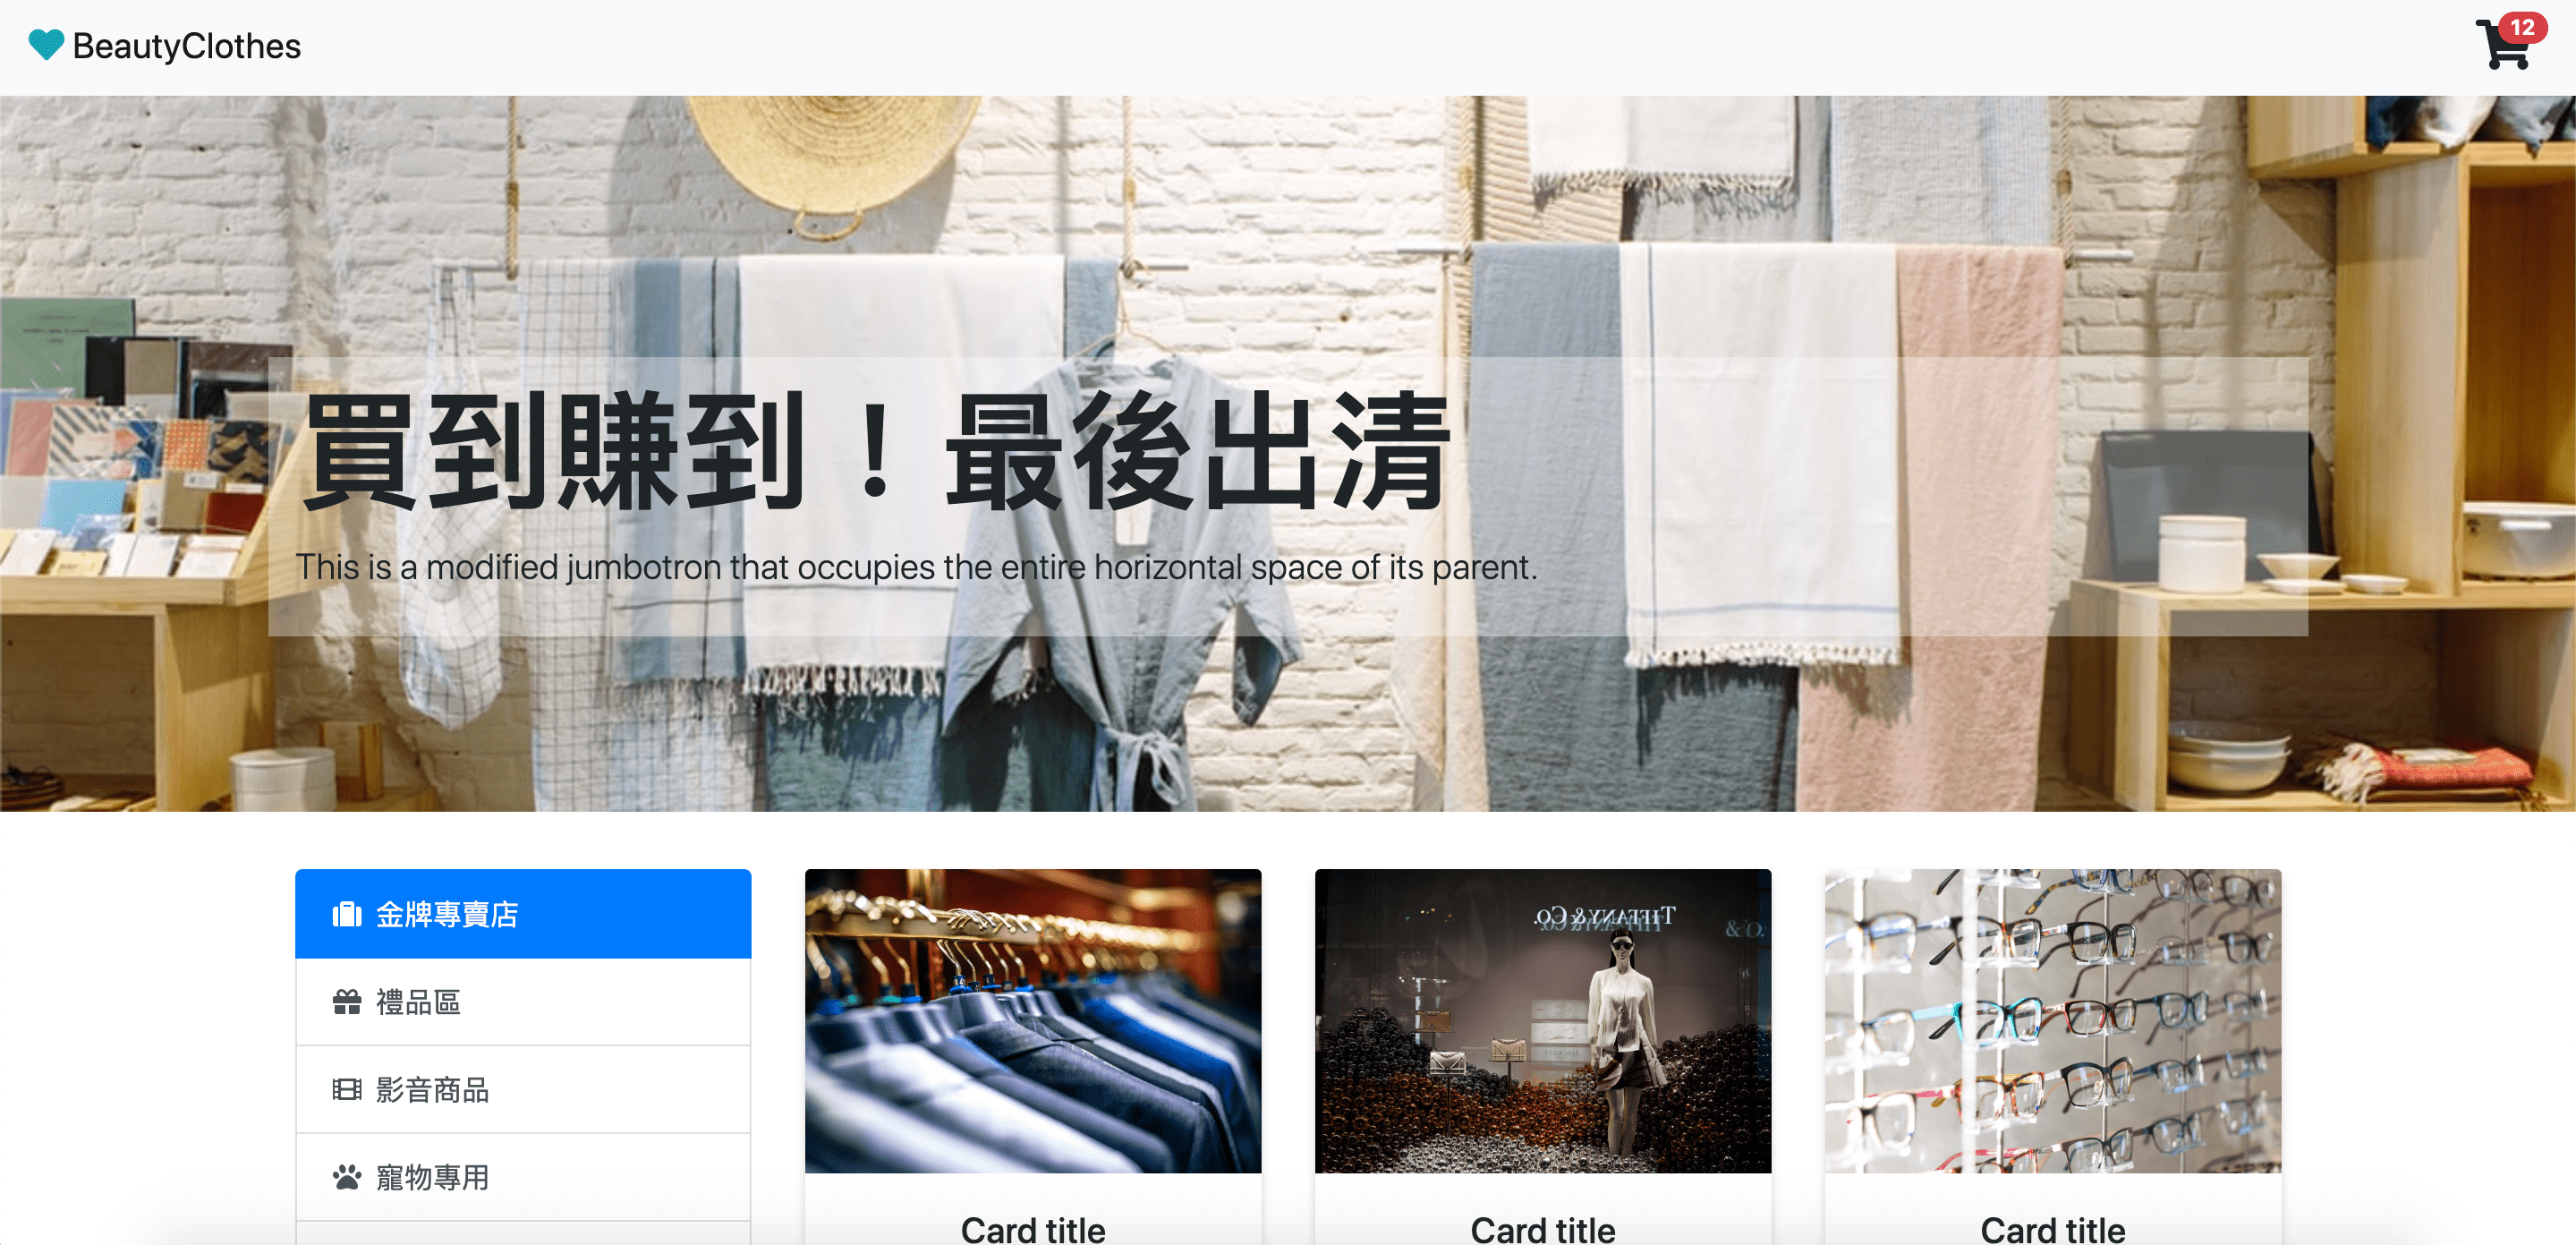 BeautyClothes
12
買到賺到！最後出清
This is a modified jumbotron that occupies the entire horizontal space of its parent.
金牌專賣店
禮品區
影音商品
寵物專用
TIFFANY & CO.
Card title
Card title
Card title